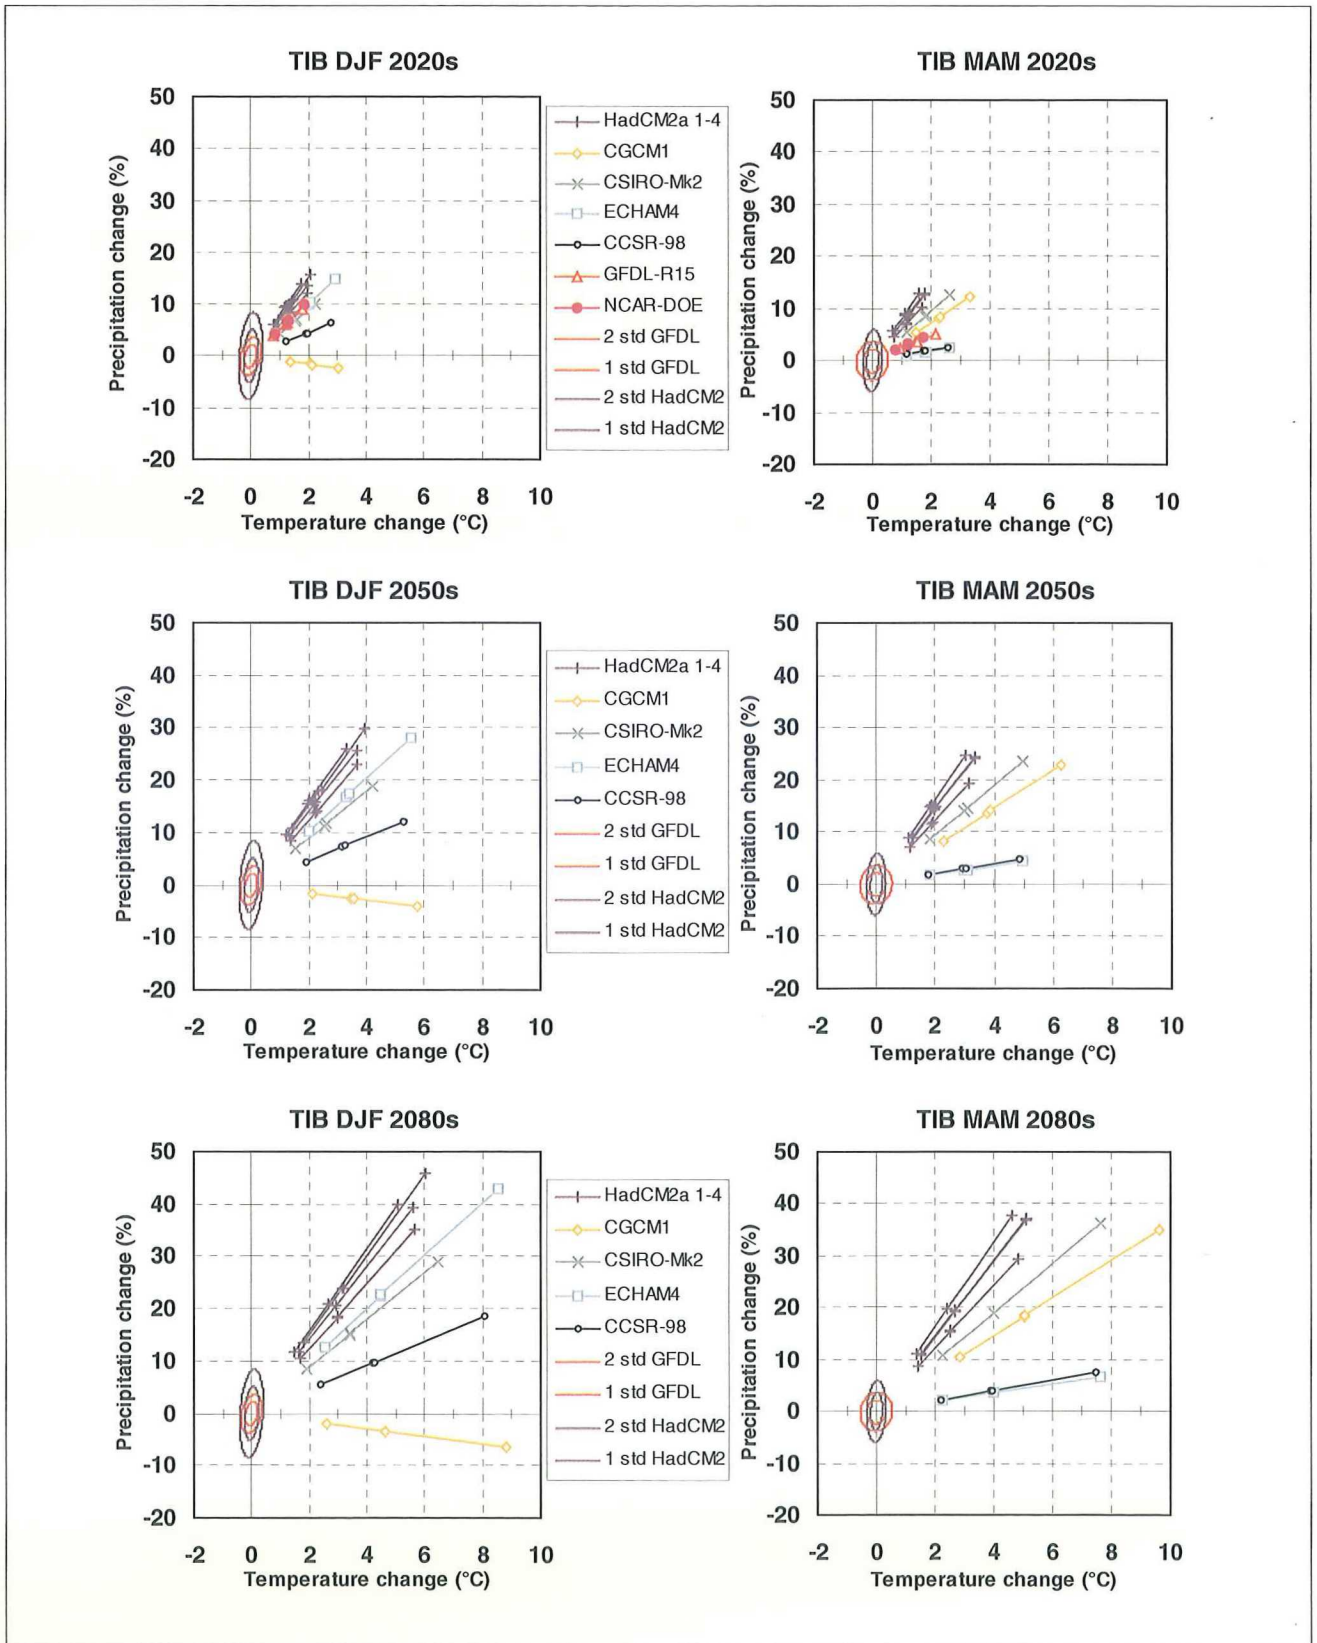 TIB DJF 2020s
Precipitation change (%)
50
40
30
20
10
0
-10
-20
-2 0 2 4 6 8 10
Temperature change (°C)
HadCM2a 1-4
CGCM1
CSIRO-Mk2
ECHAM4
CCSR-98
GFDL-R15
NCAR-DOE
2 std GFDL
1 std GFDL
2 std HadCM2
1 std HadCM2
TIB MAM 2020s
Precipitation change (%)
50
40
30
20
10
0
-10
-20
-2 0 2 4 6 8 10
Temperature change (°C)
TIB DJF 2050s
Precipitation change (%)
50
40
30
20
10
0
-10
-20
-2 0 2 4 6 8 10
Temperature change (°C)
HadCM2a 1-4
CGCM1
CSIRO-Mk2
ECHAM4
CCSR-98
2 std GFDL
1 std GFDL
2 std HadCM2
1 std HadCM2
TIB MAM 2050s
Precipitation change (%)
50
40
30
20
10
0
-10
-20
-2 0 2 4 6 8 10
Temperature change (°C)
TIB DJF 2080s
Precipitation change (%)
50
40
30
20
10
0
-10
-20
-2 0 2 4 6 8 10
Temperature change (°C)
HadCM2a 1-4
CGCM1
CSIRO-Mk2
ECHAM4
CCSR-98
2 std GFDL
1 std GFDL
2 std HadCM2
1 std HadCM2
TIB MAM 2080s
Precipitation change (%)
50
40
30
20
10
0
-10
-20
-2 0 2 4 6 8 10
Temperature change (°C)